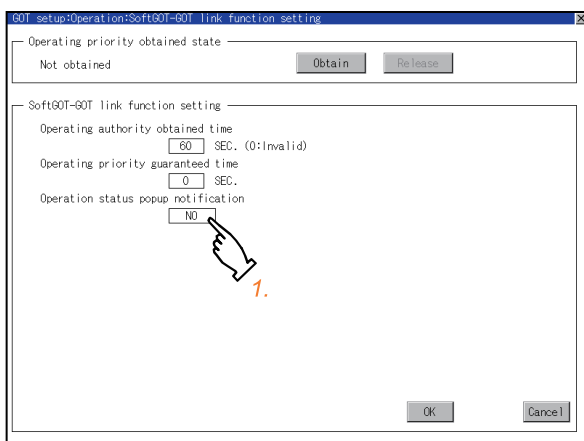 GOT setup:Operation:SoftGOT-GOT link function setting
Operating priority obtained state
Not obtained Obtain Release
SoftGOT-GOT link function setting
Operating authority obtained time
60 SEC. (0:Invalid)
Operating priority guaranteed time
0 SEC.
Operation status popup notification
NO
1.
OK Cancel